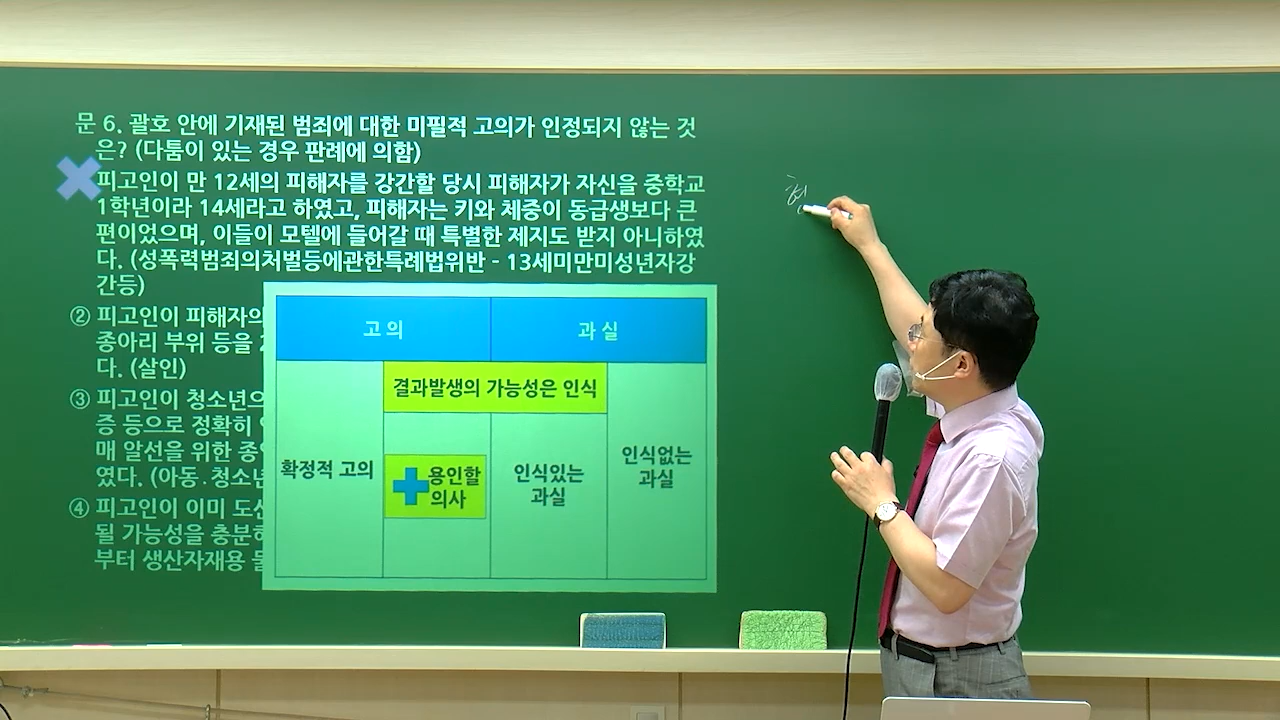 문 6. 괄호 안에 기재된 범죄에 대한 미필적 고의가 인정되지 않는 것
은? (다툼이 있는 경우 판례에 의함)
피고인이 만 12세의 피해자를 강간할 당시 피해자가 자신을 중학교
1학년이라 14세라고 하였고, 피해자는 키와 체중이 동급생보다 큰
편이었으며, 이들이 모텔에 들어갈 때 특별한 제지도 받지 아니하였
다. (성폭력범죄의처벌등에관한특례법위반 - 13세미만미성년자강
간등)
② 피고인이 피해자의
종아리 부위 등을
다. (살인)
③ 피고인이 청소년으
증 등으로 정확히
매 알선을 위한 종
였다. (아동·청소년
④ 피고인이 이미 도산
될 가능성을 충분히
부터 생산자재용
고 의
과 실
결과발생의 가능성은 인식
확정적 고의
용인할
의사
인식있는
과실
인식없는
과실